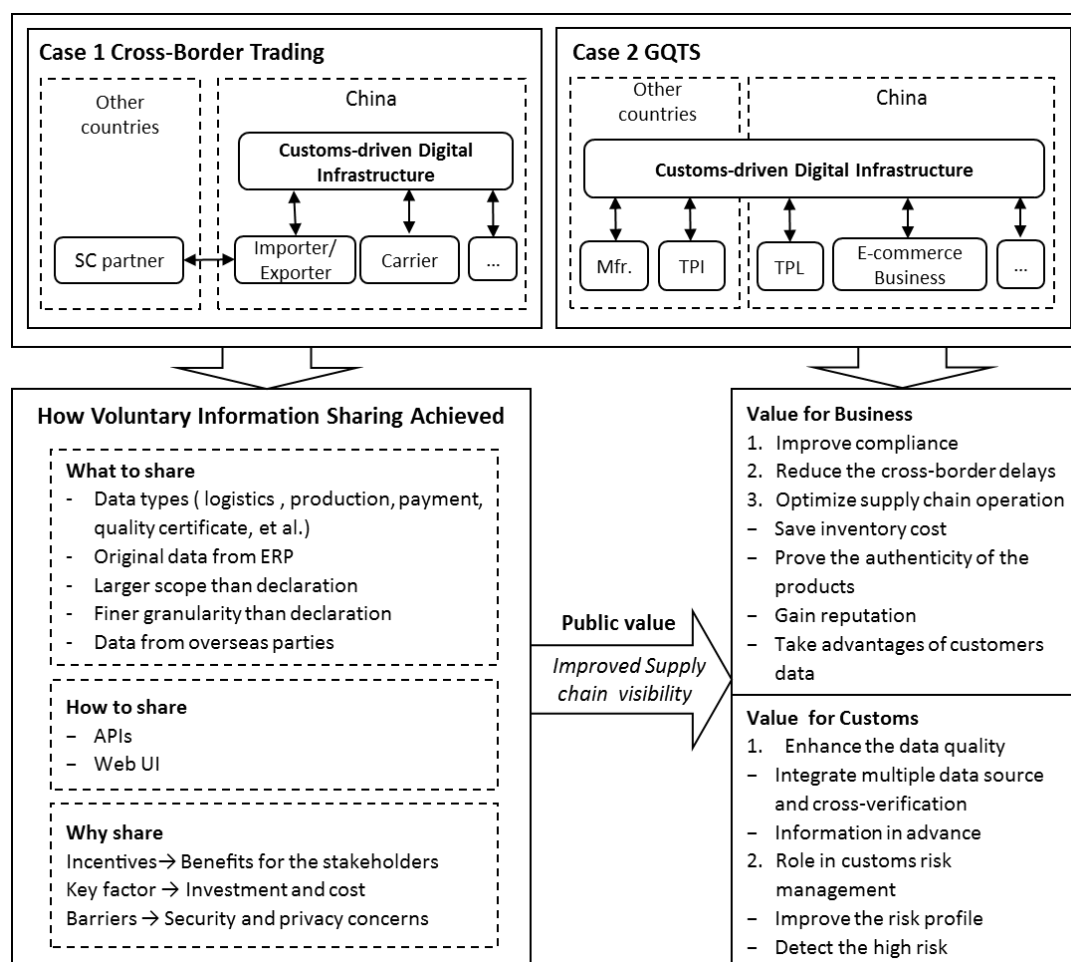 Case 1 Cross-Border Trading
Other
countries
China
Customs-driven Digital
Infrastructure
SC partner
Importer/
Exporter
Carrier
...
Case 2 GQTS
Other
countries
China
Customs-driven Digital Infrastructure
Mfr.
TPI
TPL
E-commerce
Business
...
How Voluntary Information Sharing Achieved
What to share
- Data types ( logistics , production, payment,
quality certificate, et al.)
- Original data from ERP
- Larger scope than declaration
- Finer granularity than declaration
- Data from overseas parties
How to share
− APIs
− Web UI
Why share
Incentives→ Benefits for the stakeholders
Key factor → Investment and cost
Barriers → Security and privacy concerns
Public value
Improved Supply
chain visibility
Value for Business
1. Improve compliance
2. Reduce the cross-border delays
3. Optimize supply chain operation
− Save inventory cost
− Prove the authenticity of the
products
− Gain reputation
− Take advantages of customers
data
Value for Customs
1. Enhance the data quality
− Integrate multiple data source
and cross-verification
− Information in advance
2. Role in customs risk
management
− Improve the risk profile
− Detect the high risk